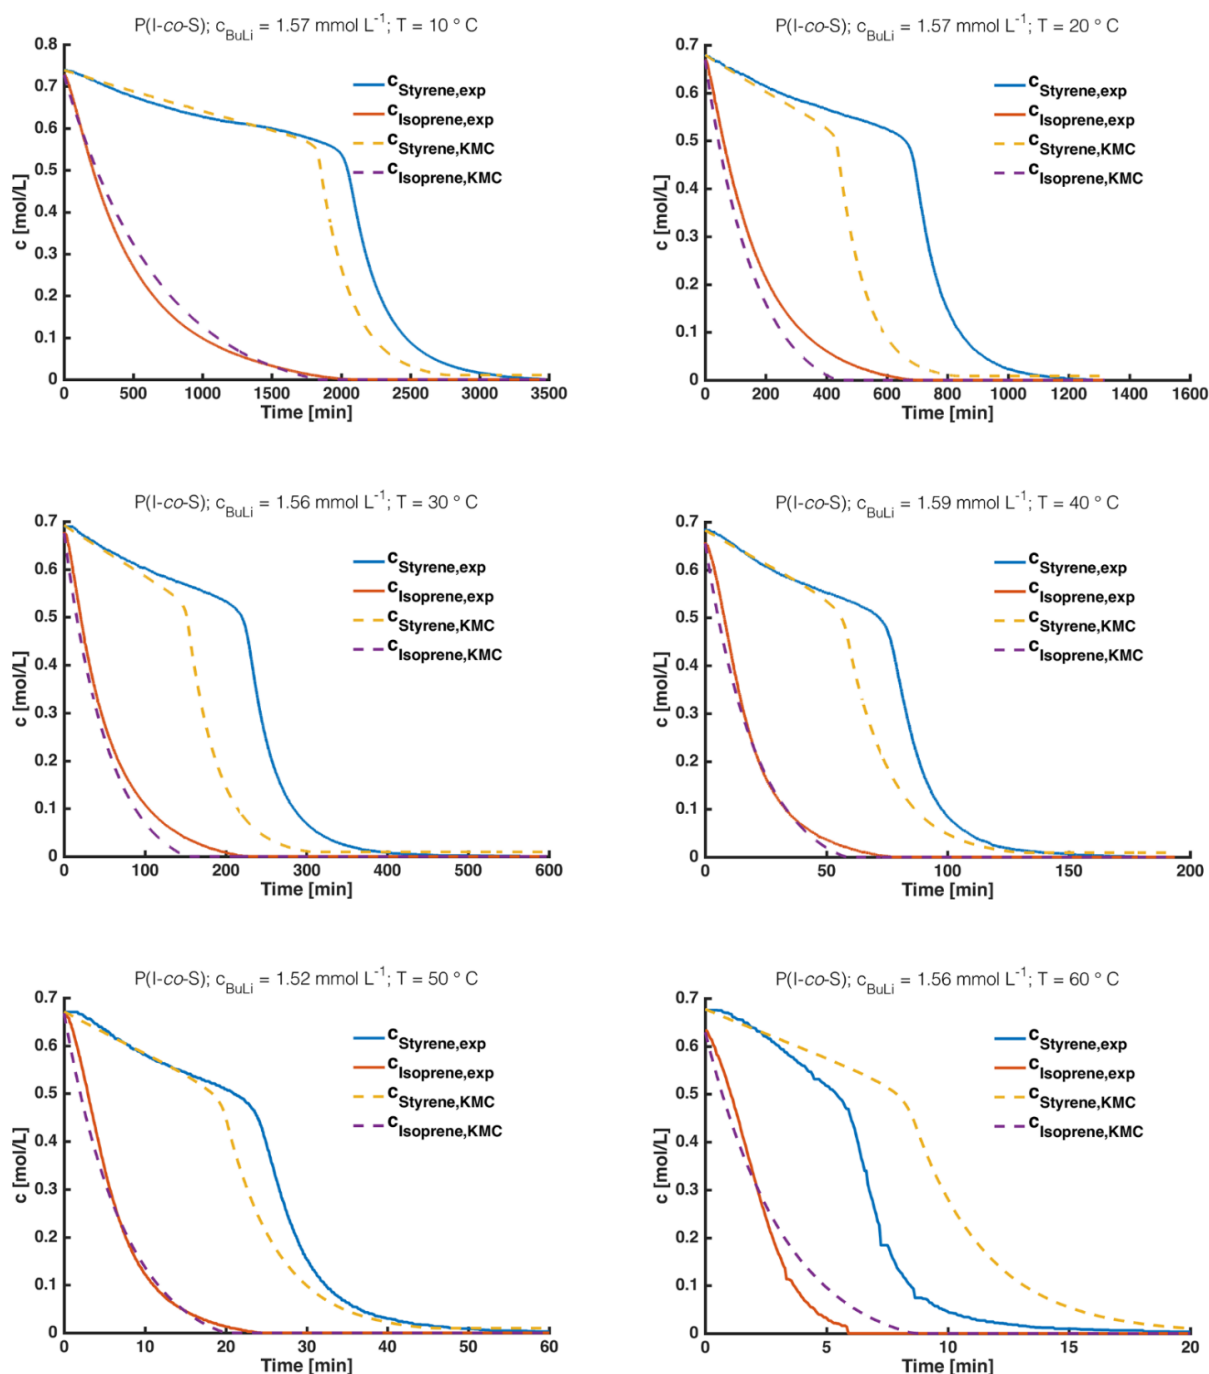 P(I-co-S); cBuLi = 1.57 mmol L-1; T = 10 ° C
0.8
0.7
0.6
0.5
0.4
0.3
0.2
0.1
0
c [mol/L]
0 500 1000 1500 2000 2500 3000 3500
Time [min]
cStyrene,exp
cIsoprene,exp
cStyrene,KMC
cIsoprene,KMC
P(I-co-S); cBuLi = 1.57 mmol L-1; T = 20 ° C
0.7
0.6
0.5
0.4
0.3
0.2
0.1
0
c [mol/L]
0 200 400 600 800 1000 1200 1400 1600
Time [min]
cStyrene,exp
cIsoprene,exp
cStyrene,KMC
cIsoprene,KMC
P(I-co-S); cBuLi = 1.56 mmol L-1; T = 30 ° C
0.7
0.6
0.5
0.4
0.3
0.2
0.1
0
c [mol/L]
0 100 200 300 400 500 600
Time [min]
cStyrene,exp
cIsoprene,exp
cStyrene,KMC
cIsoprene,KMC
P(I-co-S); cBuLi = 1.59 mmol L-1; T = 40 ° C
0.7
0.6
0.5
0.4
0.3
0.2
0.1
0
c [mol/L]
0 50 100 150 200
Time [min]
cStyrene,exp
cIsoprene,exp
cStyrene,KMC
cIsoprene,KMC
P(I-co-S); cBuLi = 1.52 mmol L-1; T = 50 ° C
0.7
0.6
0.5
0.4
0.3
0.2
0.1
0
c [mol/L]
0 10 20 30 40 50 60
Time [min]
cStyrene,exp
cIsoprene,exp
cStyrene,KMC
cIsoprene,KMC
P(I-co-S); cBuLi = 1.56 mmol L-1; T = 60 ° C
0.7
0.6
0.5
0.4
0.3
0.2
0.1
0
c [mol/L]
0 5 10 15 20
Time [min]
cStyrene,exp
cIsoprene,exp
cStyrene,KMC
cIsoprene,KMC